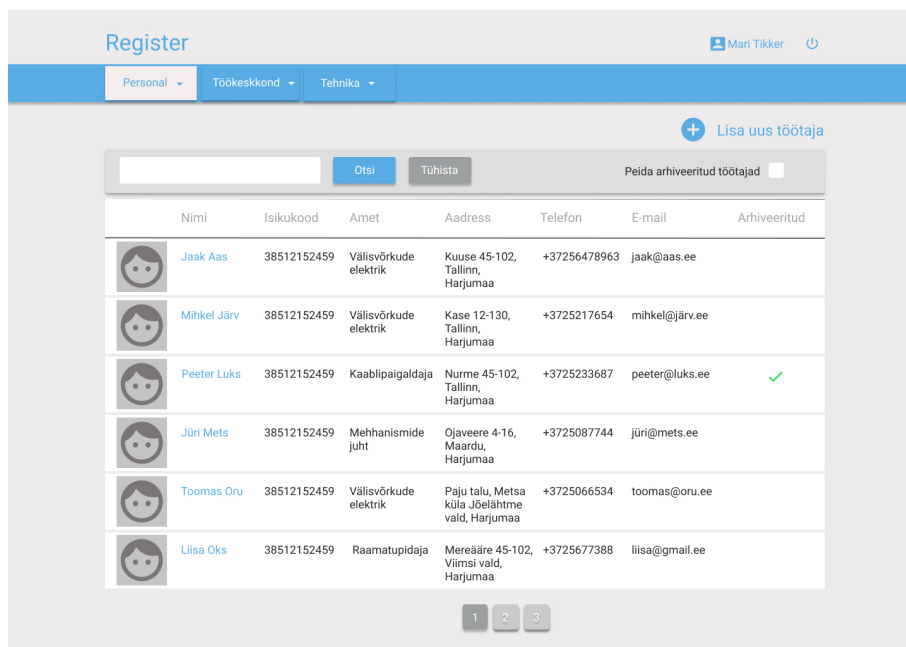 Register
Mari Tikker
Personal
Töökeskkond
Tehnika
Lisa uus töötaja
Otsi
Tühista
Peida arhiveeritud töötajad
Nimi Isikukood Amet Aadress Telefon E-mail Arhiveeritud
Jaak Aas 38512152459 Välisvõrkude Kuuse 45-102, +37256478963 jaak@aas.ee
elektrik Tallinn,
Harjumaa
Mihkel Järv 38512152459 Välisvõrkude Kase 12-130, +3725217654 mihkel@järv.ee
elektrik Tallinn,
Harjumaa
Peeter Luks 38512152459 Kaablipaigaldaja Nurme 45-102, +3725233687 peeter@luks.ee
Tallinn,
Harjumaa
Jüri Mets 38512152459 Mehhanismide Ojaveere 4-16, +3725087744 jüri@mets.ee
juht Maardu,
Harjumaa
Toomas Oru 38512152459 Välisvõrkude Paju talu, Metsa +3725066534 toomas@oru.ee
elektrik küla Jõelähtme
vald, Harjumaa
Liisa Oks 38512152459 Raamatupidaja Mereääre 45-102, +3725677388 liisa@gmail.ee
Viimsi vald,
Harjumaa
1 2 3